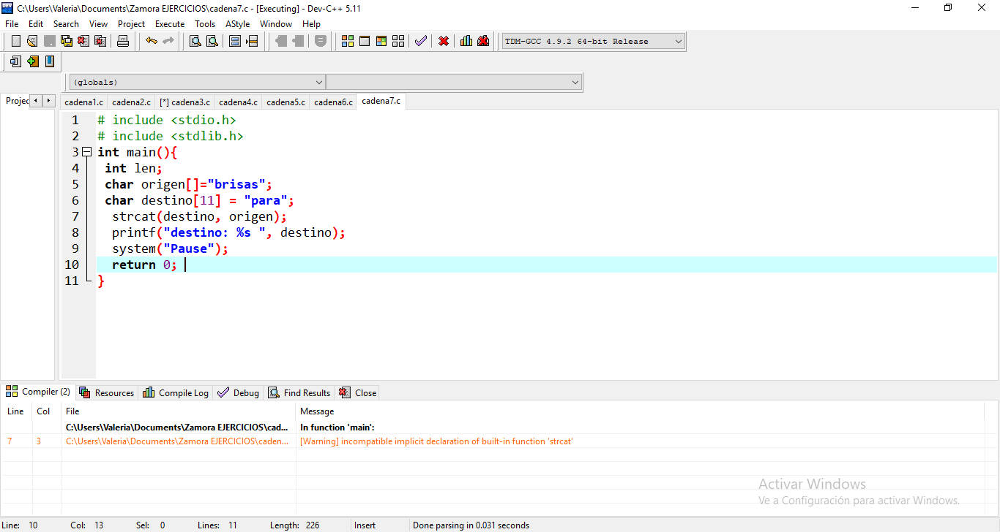 C:\Users\Valeria\Documents\Zamora EJERCICIOS\cadena7.c - [Executing] - Dev-C++ 5.11
File Edit Search View Project Execute Tools AStyle Window Help
TDM-GCC 4.9.2 64-bit Release
(globals)
Projec cadena1.c cadena2.c [*] cadena3.c cadena4.c cadena5.c cadena6.c cadena7.c
1 # include <stdio.h>
2 # include <stdlib.h>
3 int main(){
4 int len;
5 char origen[]="brisas";
6 char destino[11] = "para";
7 strcat(destino, origen);
8 printf("destino: %s ", destino);
9 system("Pause");
10 return 0;
11 }
Compiler (2) Resources Compile Log Debug Find Results Close
Line Col File Message
C:\Users\Valeria\Documents\Zamora EJERCICIOS\cad... In function 'main':
7 3 C:\Users\Valeria\Documents\Zamora EJERCICIOS\caden... [Warning] incompatible implicit declaration of built-in function 'strcat'
Activar Windows
Ve a Configuración para activar Windows.
Line: 10 Col: 13 Sel: 0 Lines: 11 Length: 226 Insert Done parsing in 0.031 seconds